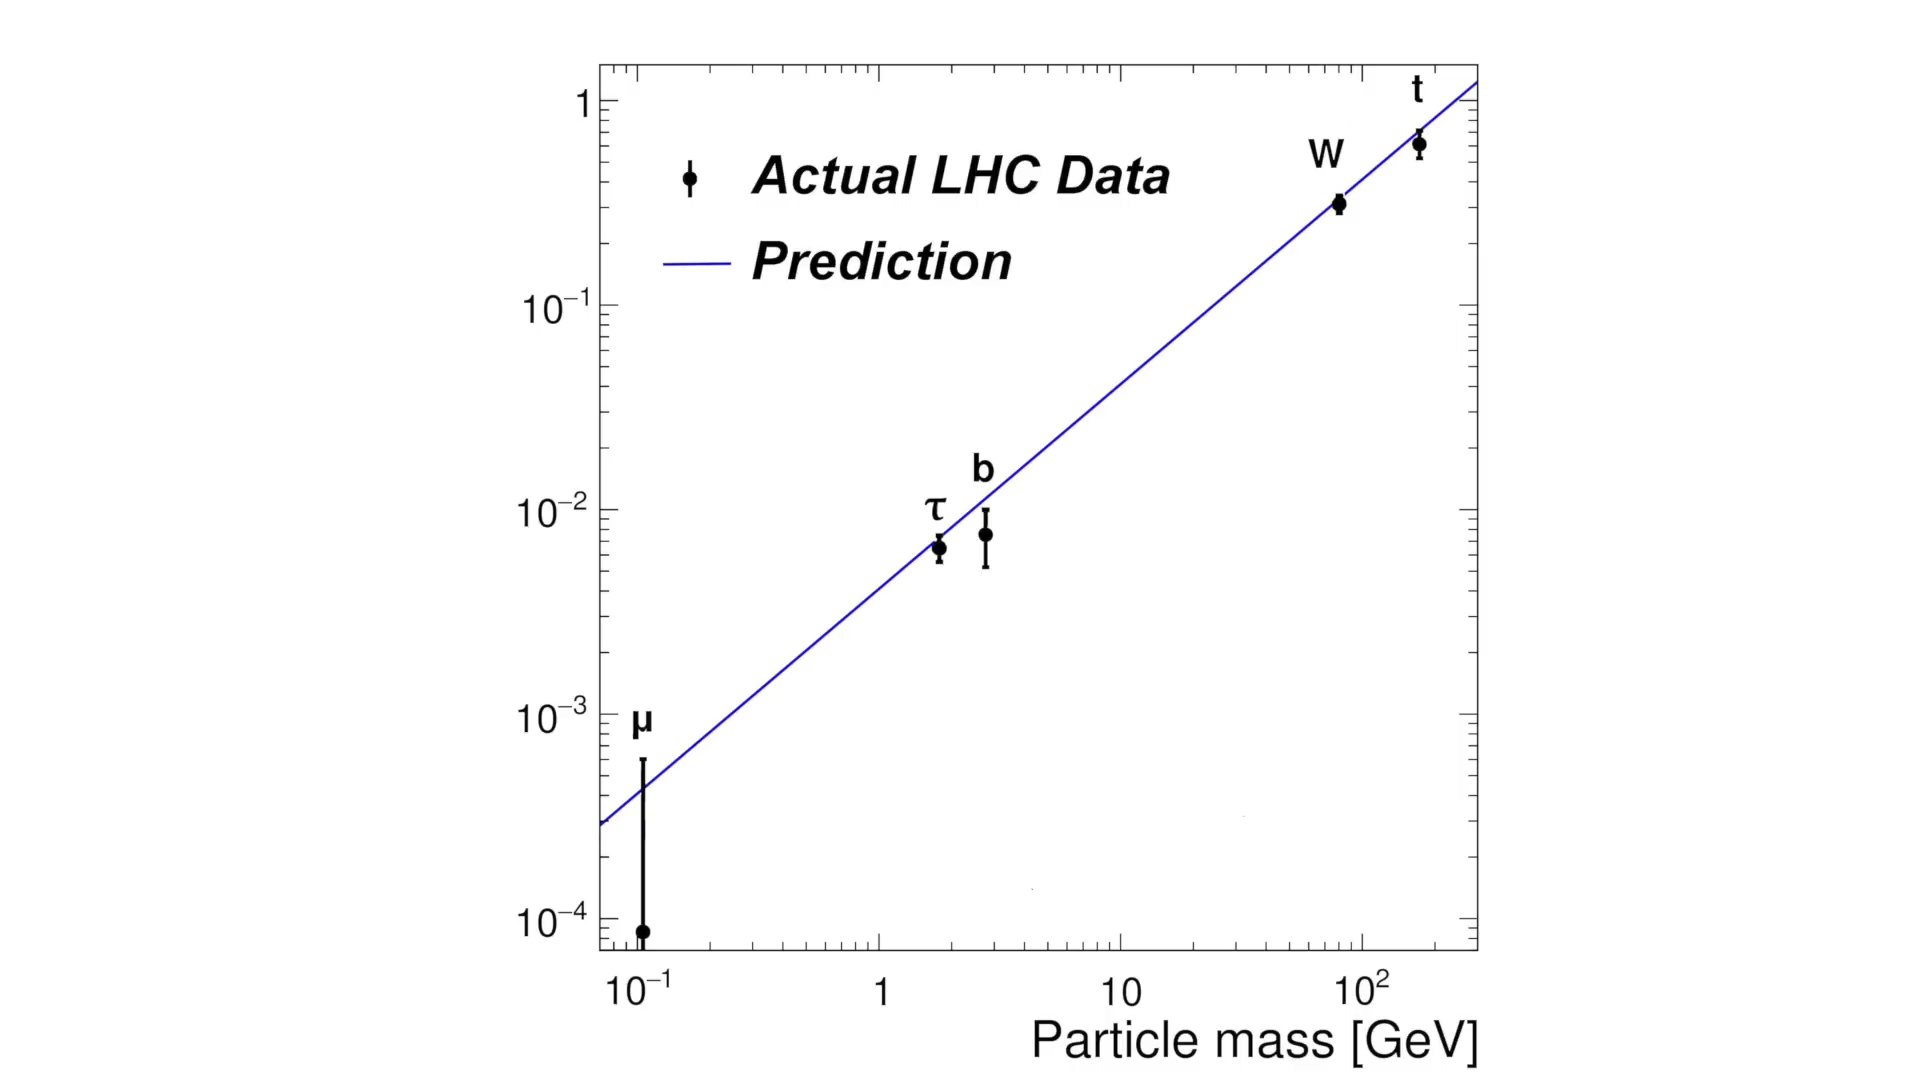 1
t
W
Actual LHC Data
Prediction
10⁻¹
b
τ
10⁻²
μ
10⁻³
10⁻⁴
10⁻¹ 1 10 10²
Particle mass [GeV]